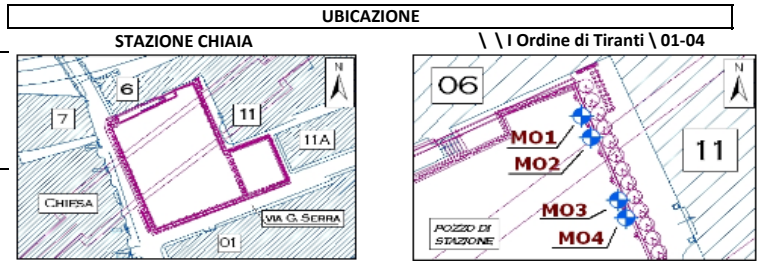 UBICAZIONE
STAZIONE CHIAIA
\ \ I Ordine di Tiranti \ 01-04
N
6
7
11
11A
CHIESA
VIA G. SERRA
01
N
06
MO1
MO2
11
MO3
POZZO DI
STAZIONE
MO4